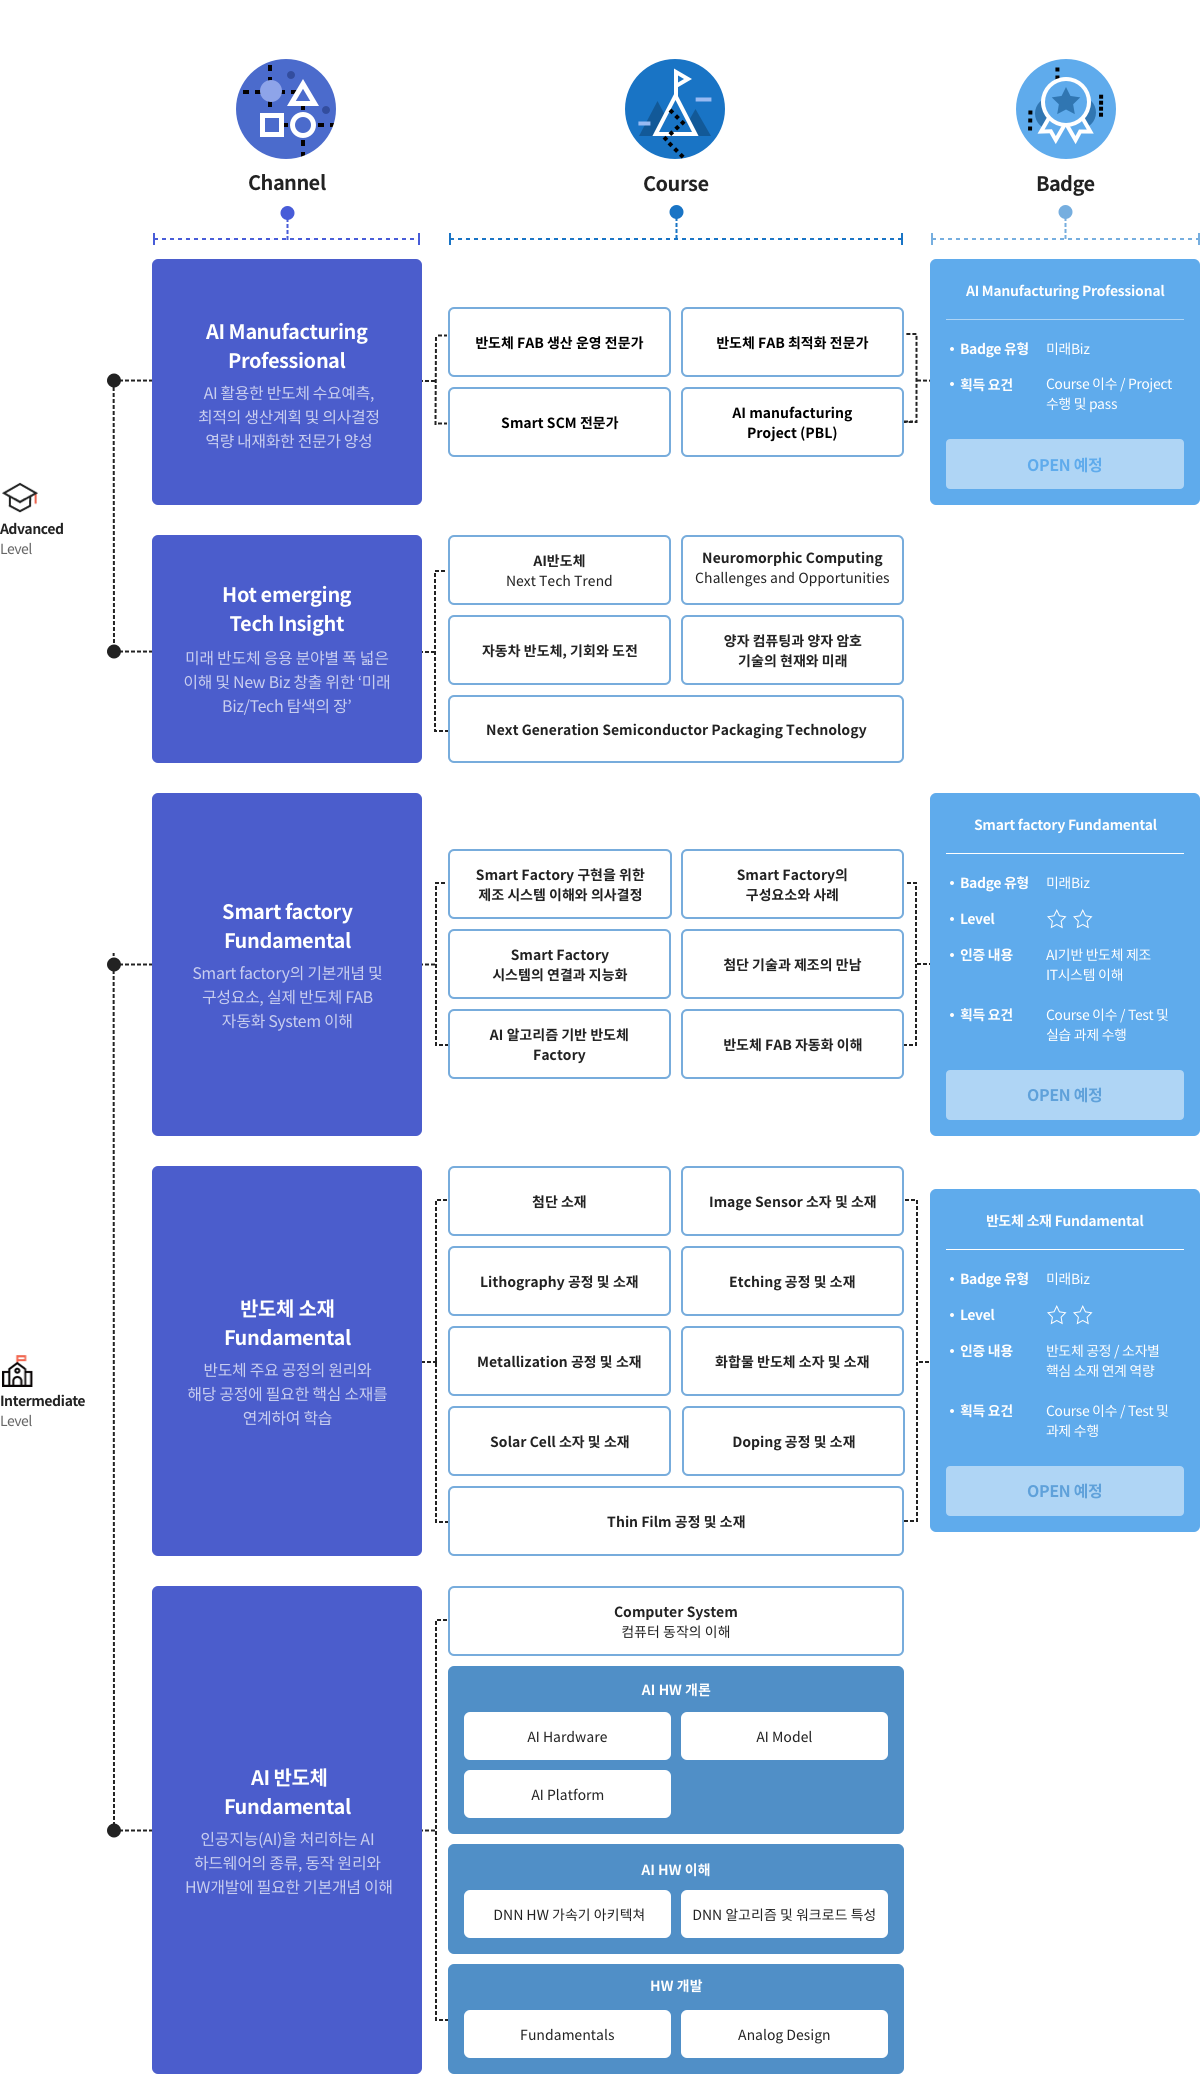 Channel
Course
Badge
Advanced
Level
AI Manufacturing
Professional
AI 활용한 반도체 수요예측,
최적의 생산계획 및 의사결정
역량 내재화한 전문가 양성
반도체 FAB 생산 운영 전문가
반도체 FAB 최적화 전문가
Smart SCM 전문가
AI manufacturing
Project (PBL)
AI Manufacturing Professional
• Badge 유형 미래Biz
• 획득 요건 Course 이수 / Project
수행 및 pass
OPEN 예정
Hot emerging
Tech Insight
미래 반도체 응용 분야별 폭 넓은
이해 및 New Biz 창출 위한 ‘미래
Biz/Tech 탐색의 장’
AI반도체
Next Tech Trend
Neuromorphic Computing
Challenges and Opportunities
자동차 반도체, 기회와 도전
양자 컴퓨팅과 양자 암호
기술의 현재와 미래
Next Generation Semiconductor Packaging Technology
Intermediate
Level
Smart factory
Fundamental
Smart factory의 기본개념 및
구성요소, 실제 반도체 FAB
자동화 System 이해
Smart Factory 구현을 위한
제조 시스템 이해와 의사결정
Smart Factory의
구성요소와 사례
Smart Factory
시스템의 연결과 지능화
첨단 기술과 제조의 만남
AI 알고리즘 기반 반도체
Factory
반도체 FAB 자동화 이해
Smart factory Fundamental
• Badge 유형 미래Biz
• Level
• 인증 내용 AI기반 반도체 제조
IT시스템 이해
• 획득 요건 Course 이수 / Test 및
실습 과제 수행
OPEN 예정
반도체 소재
Fundamental
반도체 주요 공정의 원리와
해당 공정에 필요한 핵심 소재를
연계하여 학습
첨단 소재
Image Sensor 소자 및 소재
Lithography 공정 및 소재
Etching 공정 및 소재
Metallization 공정 및 소재
화합물 반도체 소자 및 소재
Solar Cell 소자 및 소재
Doping 공정 및 소재
Thin Film 공정 및 소재
반도체 소재 Fundamental
• Badge 유형 미래Biz
• Level
• 인증 내용 반도체 공정 / 소자별
핵심 소재 연계 역량
• 획득 요건 Course 이수 / Test 및
과제 수행
OPEN 예정
AI 반도체
Fundamental
인공지능(AI)을 처리하는 AI
하드웨어의 종류, 동작 원리와
HW개발에 필요한 기본개념 이해
Computer System
컴퓨터 동작의 이해
AI HW 개론
AI Hardware
AI Model
AI Platform
AI HW 이해
DNN HW 가속기 아키텍쳐
DNN 알고리즘 및 워크로드 특성
HW 개발
Fundamentals
Analog Design